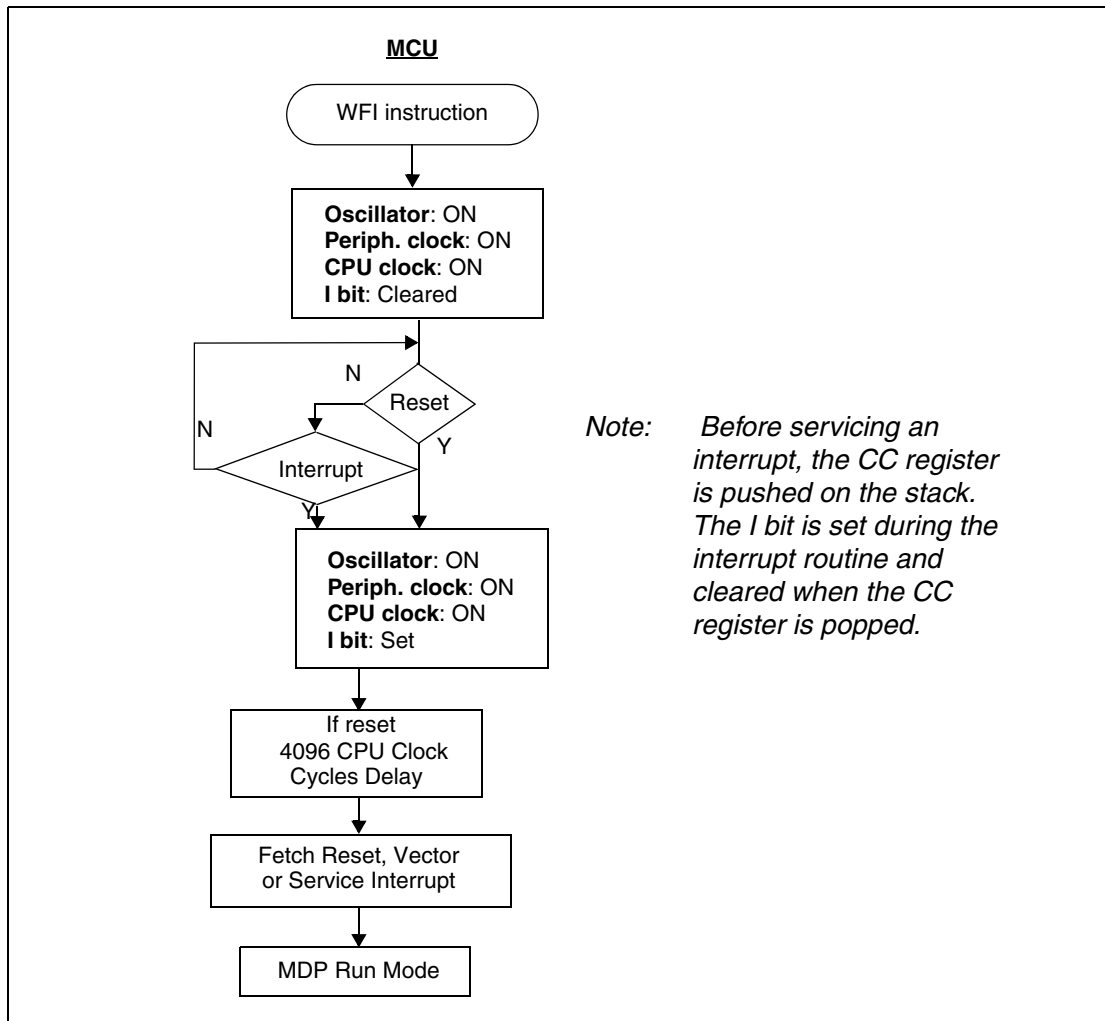 MCU
WFI instruction
Oscillator: ON
Periph. clock: ON
CPU clock: ON
I bit: Cleared
N
Reset
N
Y
Interrupt
Y
Oscillator: ON
Periph. clock: ON
CPU clock: ON
I bit: Set
If reset
4096 CPU Clock
Cycles Delay
Fetch Reset, Vector
or Service Interrupt
MDP Run Mode
Note: Before servicing an
interrupt, the CC register
is pushed on the stack.
The I bit is set during the
interrupt routine and
cleared when the CC
register is popped.